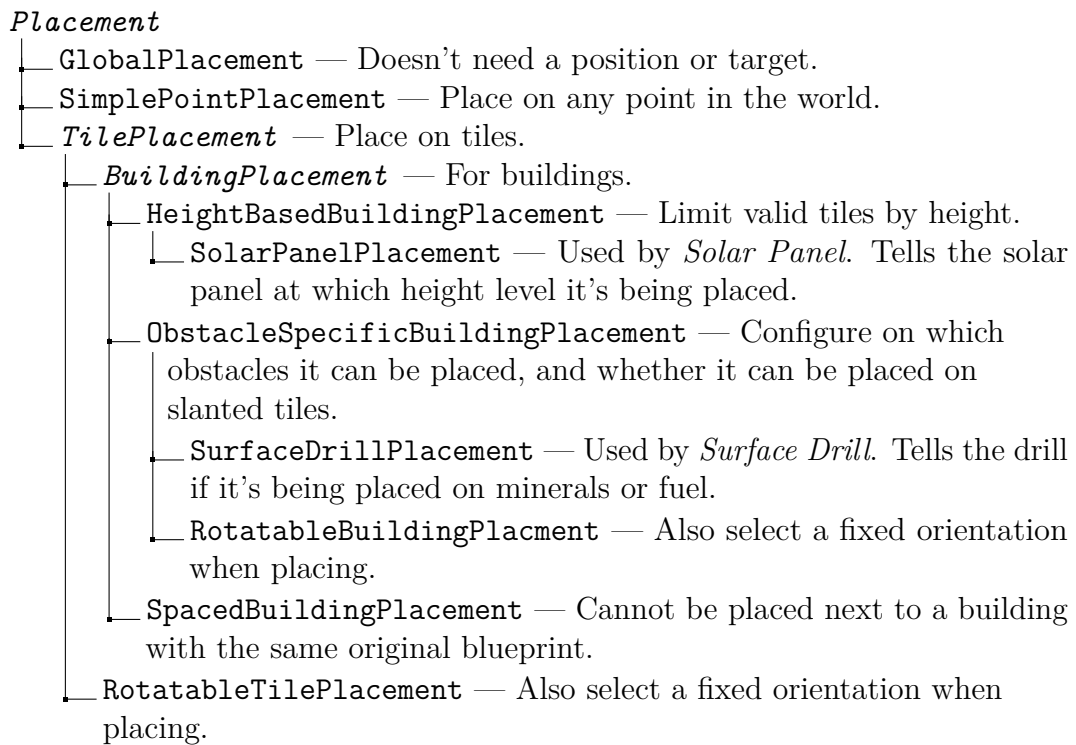 Placement
GlobalPlacement — Doesn't need a position or target.
SimplePointPlacement — Place on any point in the world.
TilePlacement — Place on tiles.
BuildingPlacement — For buildings.
HeightBasedBuildingPlacement — Limit valid tiles by height.
SolarPanelPlacement — Used by Solar Panel. Tells the solar
panel at which height level it's being placed.
ObstacleSpecificBuildingPlacement — Configure on which
obstacles it can be placed, and whether it can be placed on
slanted tiles.
SurfaceDrillPlacement — Used by Surface Drill. Tells the drill
if it's being placed on minerals or fuel.
RotatableBuildingPlacment — Also select a fixed orientation
when placing.
SpacedBuildingPlacement — Cannot be placed next to a building
with the same original blueprint.
RotatableTilePlacement — Also select a fixed orientation when
placing.